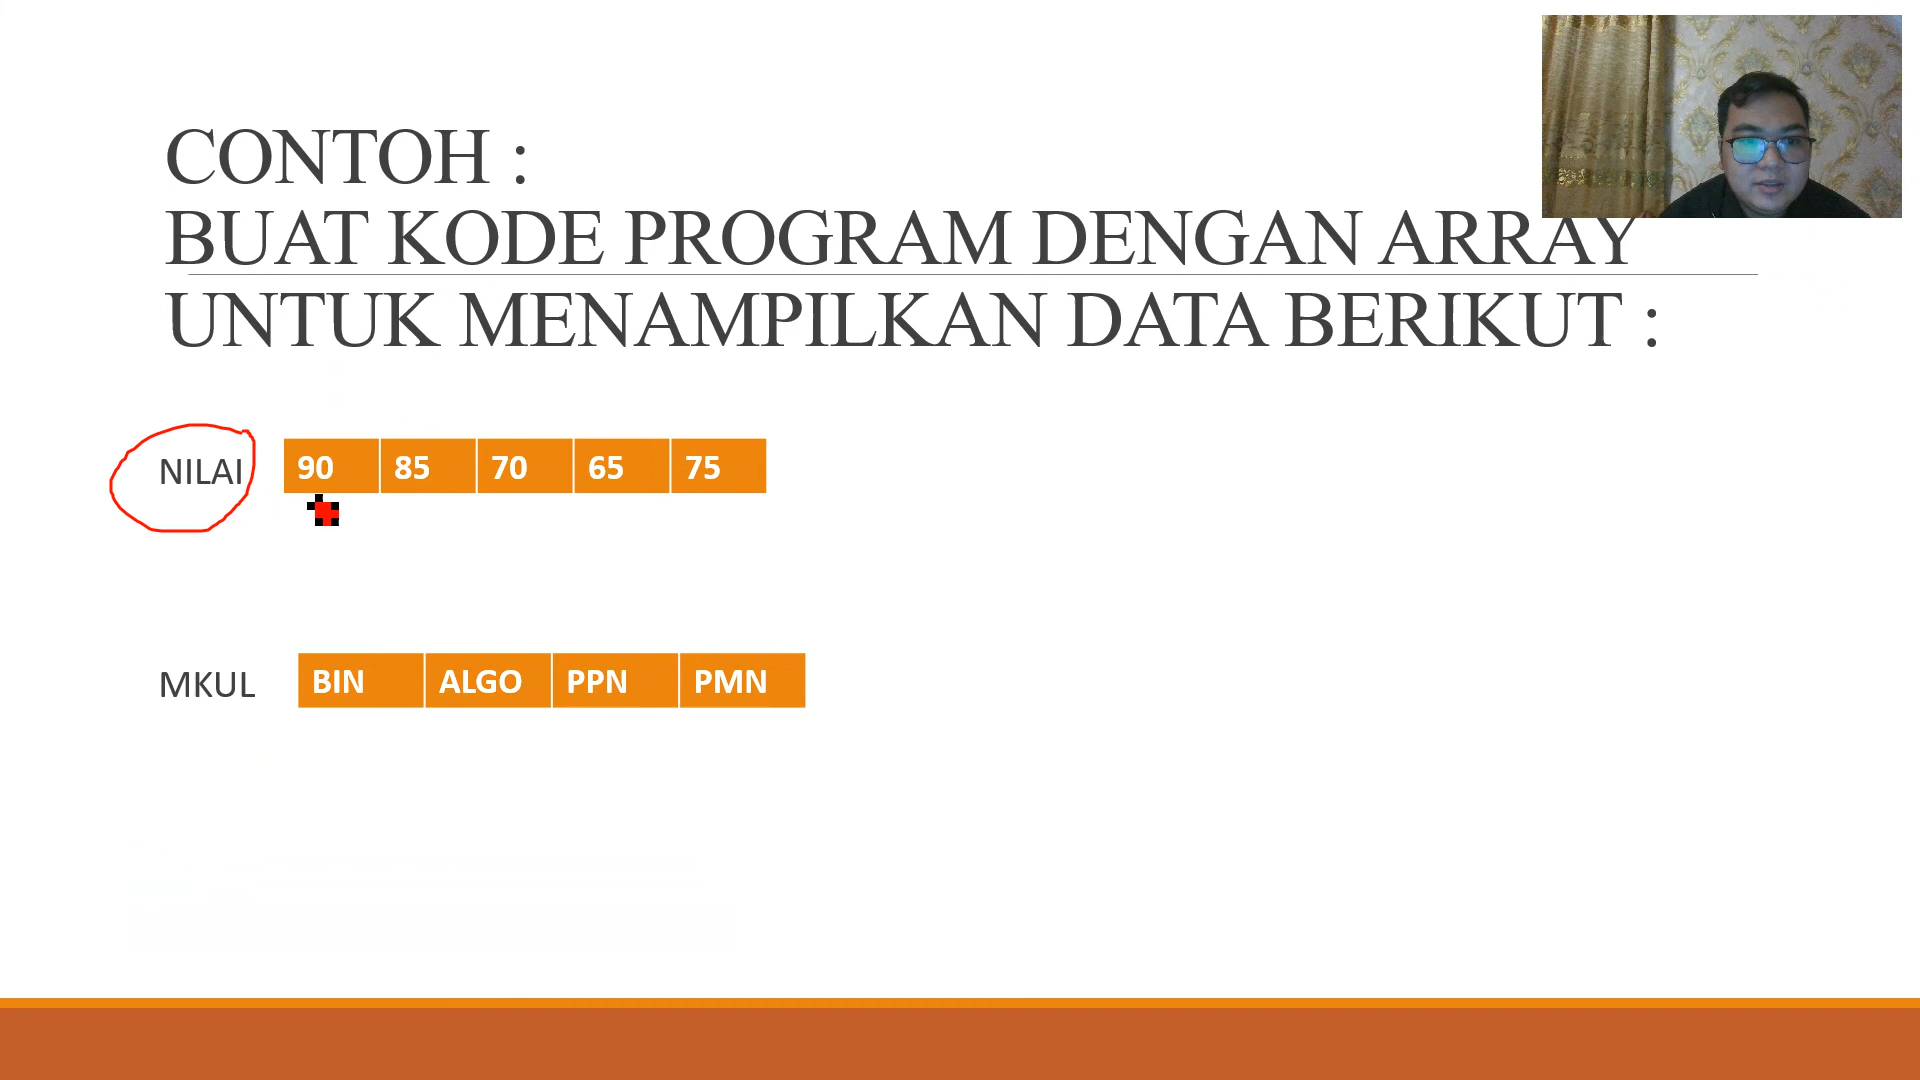 CONTOH :
BUAT KODE PROGRAM DENGAN ARRAY
UNTUK MENAMPILKAN DATA BERIKUT :
NILAI 90 85 70 65 75
MKUL BIN ALGO PPN PMN